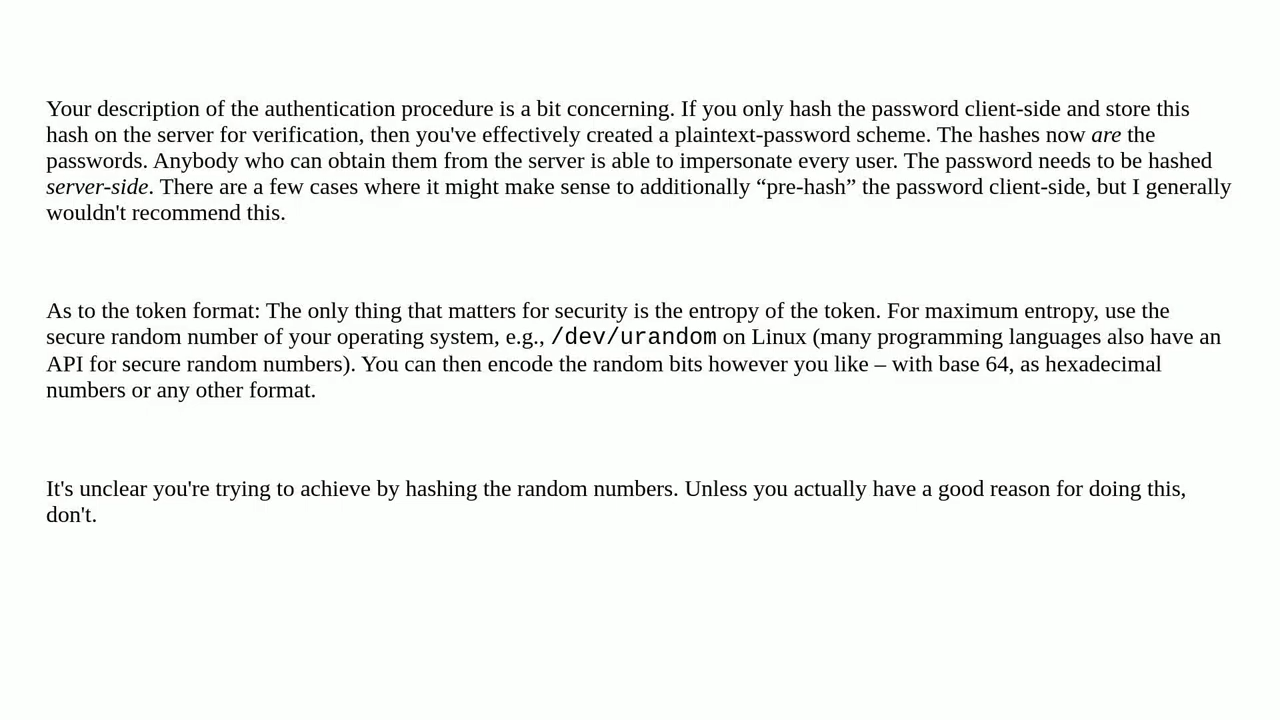 Your description of the authentication procedure is a bit concerning. If you only hash the password client-side and store this
hash on the server for verification, then you've effectively created a plaintext-password scheme. The hashes now are the
passwords. Anybody who can obtain them from the server is able to impersonate every user. The password needs to be hashed
server-side. There are a few cases where it might make sense to additionally “pre-hash” the password client-side, but I generally
wouldn't recommend this.
As to the token format: The only thing that matters for security is the entropy of the token. For maximum entropy, use the
secure random number of your operating system, e.g., /dev/urandom on Linux (many programming languages also have an
API for secure random numbers). You can then encode the random bits however you like – with base 64, as hexadecimal
numbers or any other format.
It's unclear you're trying to achieve by hashing the random numbers. Unless you actually have a good reason for doing this,
don't.